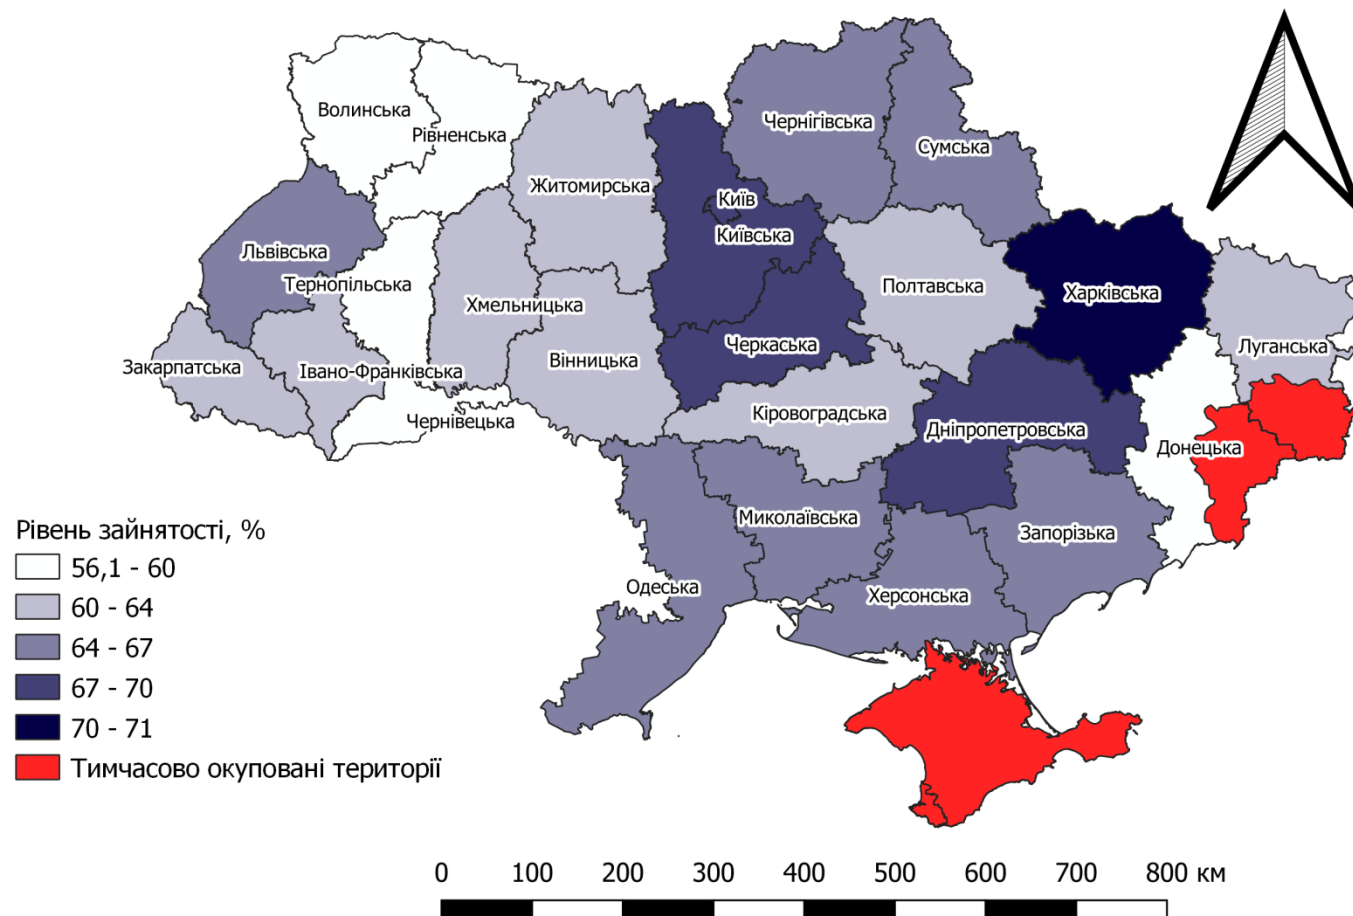 Волинська
Рівненська
Житомирська
Чернігівська
Сумська
Київ
Київська
Львівська
Тернопільська
Хмельницька
Вінницька
Черкаська
Полтавська
Харківська
Луганська
Закарпатська
Івано-Франківська
Чернівецька
Кіровоградська
Дніпропетровська
Донецька
Миколаївська
Запорізька
Одеська
Херсонська
Рівень зайнятості, %
56,1 - 60
60 - 64
64 - 67
67 - 70
70 - 71
Тимчасово окуповані території
0 100 200 300 400 500 600 700 800 км